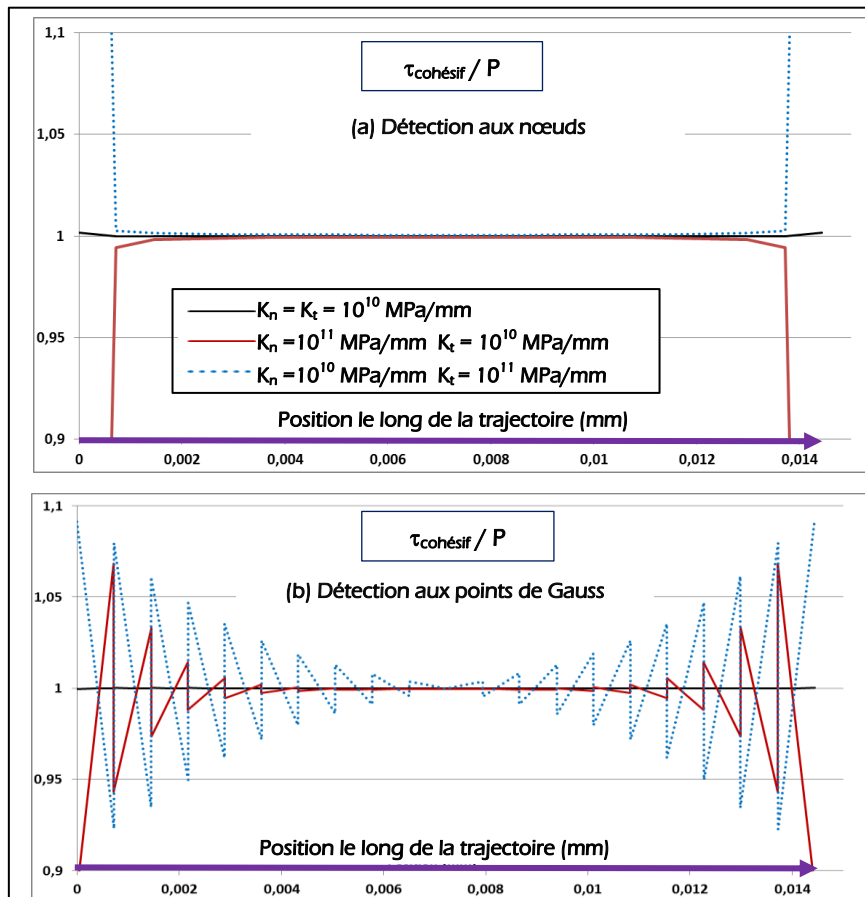 1,1
τcohésif / P
(a) Détection aux nœuds
1,05
1
Kn = Kt = 10^10 MPa/mm
Kn =10^11 MPa/mm Kt = 10^10 MPa/mm
Kn =10^10 MPa/mm Kt = 10^11 MPa/mm
0,95
Position le long de la trajectoire (mm)
0,9
0 0,002 0,004 0,006 0,008 0,01 0,012 0,014
1,1
τcohésif / P
(b) Détection aux points de Gauss
1,05
1
0,95
Position le long de la trajectoire (mm)
0,9
0 0,002 0,004 0,006 0,008 0,01 0,012 0,014